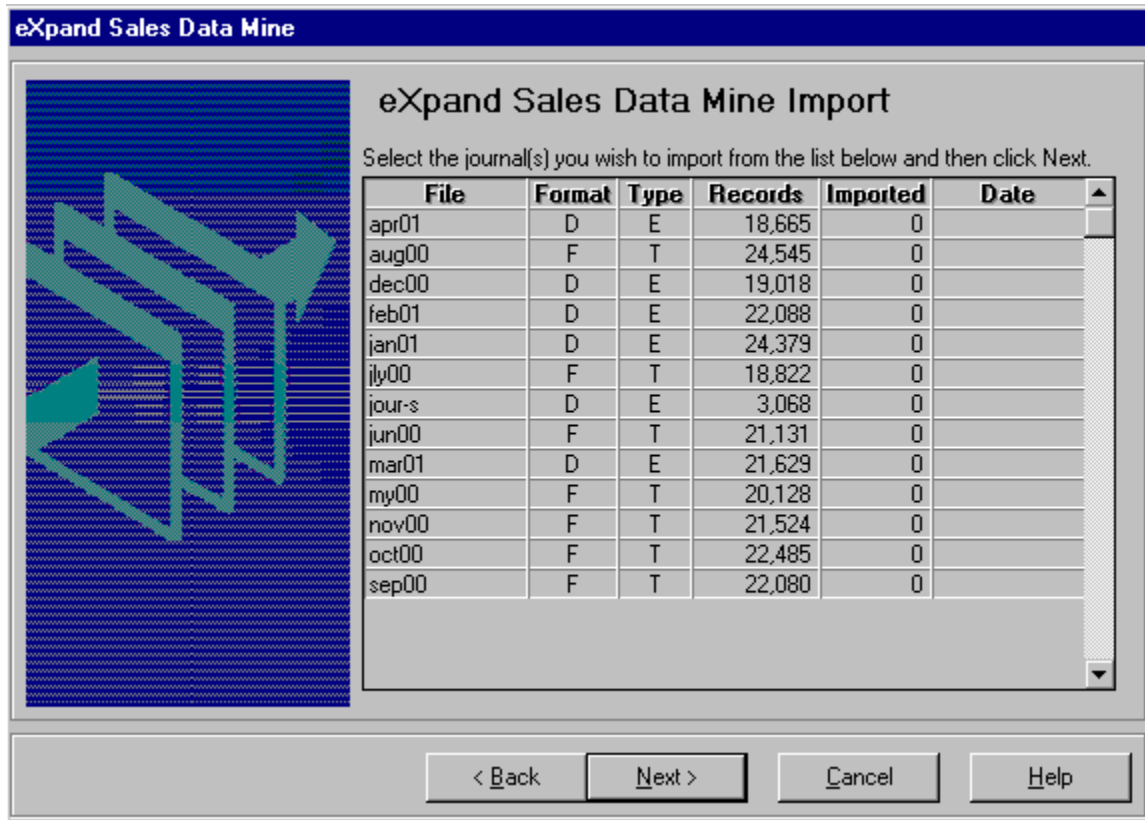 eXpand Sales Data Mine
eXpand Sales Data Mine Import
Select the journal(s) you wish to import from the list below and then click Next.
File Format Type Records Imported Date
apr01 D E 18,665 0
aug00 F T 24,545 0
dec00 D E 19,018 0
feb01 D E 22,088 0
jan01 D E 24,379 0
jly00 F T 18,822 0
jour-s D E 3,068 0
jun00 F T 21,131 0
mar01 D E 21,629 0
my00 F T 20,128 0
nov00 F T 21,524 0
oct00 F T 22,485 0
sep00 F T 22,080 0
< Back Next > Cancel Help